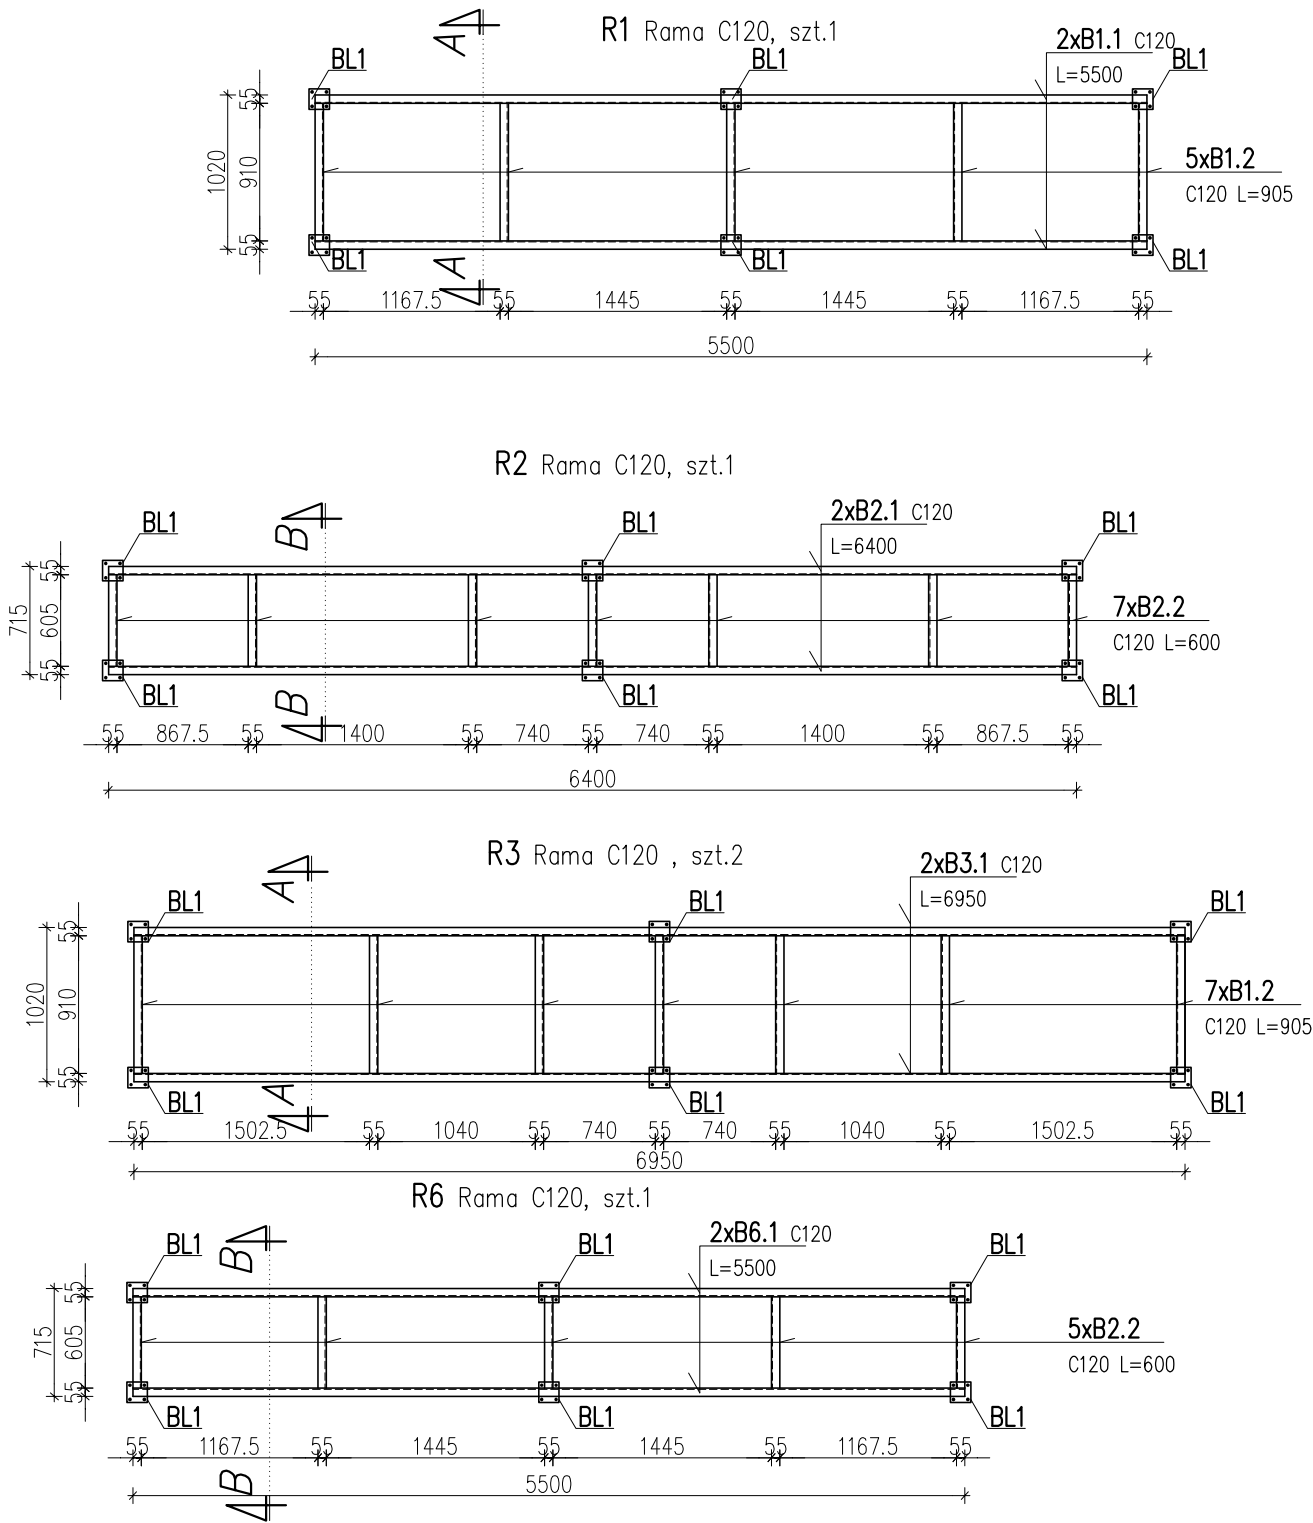 R1 Rama C120, szt.1
A
2xB1.1 C120
L=5500
BL1
BL1
BL1
55
910
55
1020
5xB1.2
C120 L=905
BL1
BL1
BL1
A
55
1167.5
55
1445
55
1445
55
1167.5
55
5500
R2 Rama C120, szt.1
B
2xB2.1 C120
L=6400
BL1
BL1
BL1
55
605
55
715
7xB2.2
C120 L=600
BL1
BL1
BL1
B
55
867.5
55
1400
55
740
55
740
55
1400
55
867.5
55
6400
R3 Rama C120 , szt.2
A
2xB3.1 C120
L=6950
BL1
BL1
BL1
55
910
55
1020
7xB1.2
C120 L=905
BL1
BL1
BL1
A
55
1502.5
55
1040
55
740
55
740
55
1040
55
1502.5
55
6950
R6 Rama C120, szt.1
B
2xB6.1 C120
L=5500
BL1
BL1
BL1
55
605
55
715
5xB2.2
C120 L=600
BL1
BL1
BL1
B
55
1167.5
55
1445
55
1445
55
1167.5
55
5500